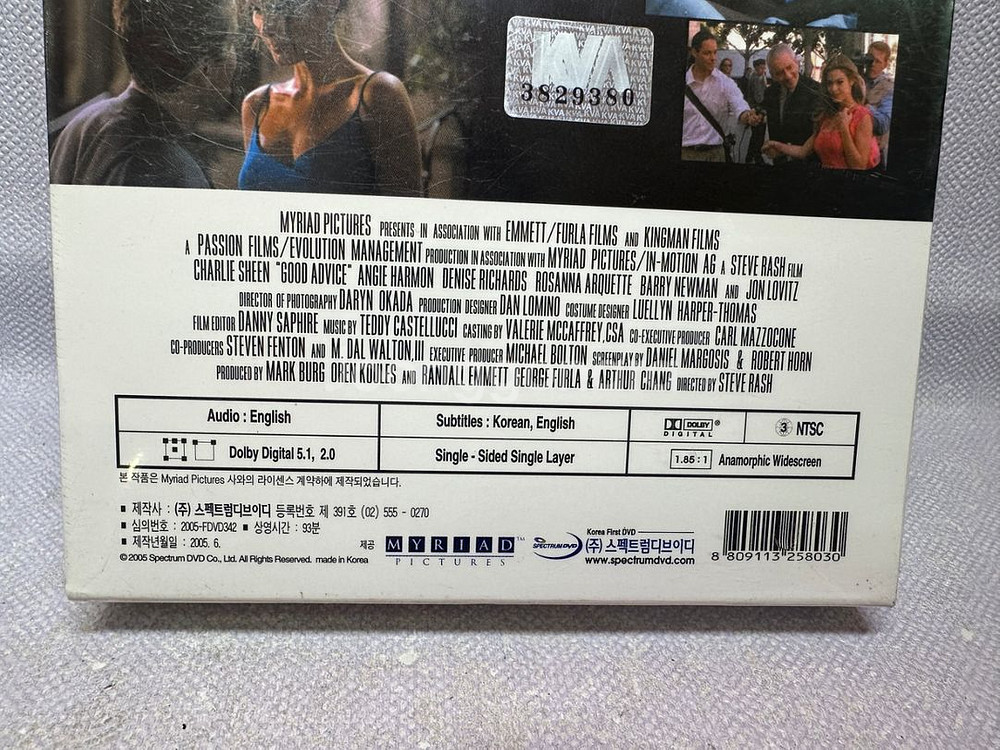 KVA
3829380
MYRIAD PICTURES PRESENTS IN ASSOCIATION WITH EMMETT/FURLA FILMS AND KINGMAN FILMS
A PASSION FILMS/EVOLUTION MANAGEMENT PRODUCTION IN ASSOCIATION WITH MYRIAD PICTURES/IN-MOTION AG A STEVE RASH FILM
CHARLIE SHEEN "GOOD ADVICE" ANGIE HARMON DENISE RICHARDS ROSANNA ARQUETTE BARRY NEWMAN AND JON LOVITZ
DIRECTOR OF PHOTOGRAPHY DARYN OKADA PRODUCTION DESIGNER DAN LOMINO COSTUME DESIGNER LUELLYN HARPER-THOMAS
FILM EDITOR DANNY SAPHIRE MUSIC BY TEDDY CASTELLUCCI CASTING BY VALERIE MCCAFFREY,CSA CO-EXECUTIVE PRODUCER CARL MAZZOCONE
CO-PRODUCERS STEVEN FENTON AND M. DAL WALTON,III EXECUTIVE PRODUCER MICHAEL BOLTON SCREENPLAY BY DANIEL MARGOSIS & ROBERT HORN
PRODUCED BY MARK BURG OREN KOULES AND RANDALL EMMETT GEORGE FURLA & ARTHUR CHANG DIRECTED BY STEVE RASH
Audio : English
Subtitles : Korean, English
DOLBY DIGITAL
3 NTSC
Dolby Digital 5.1, 2.0
Single - Sided Single Layer
1.85 : 1 Anamorphic Widescreen
본 작품은 Myriad Pictures 사와의 라이센스 계약하에 제작되었습니다.
■ 제작사 : (주) 스펙트럼디브이디 등록번호 제 391호 (02) 555 - 0270
■ 심의번호 : 2005-FDVD342 ■ 상영시간 : 93분
■ 제작년월일 : 2005. 6.
© 2005 Spectrum DVD Co., Ltd. All Rights Reserved. made in Korea
제공 MYRIAD™
PICTURES
SPECTRUM DVD
Korea First DVD
(주) 스펙트럼디브이디
www.spectrumdvd.com
8 809113 258030